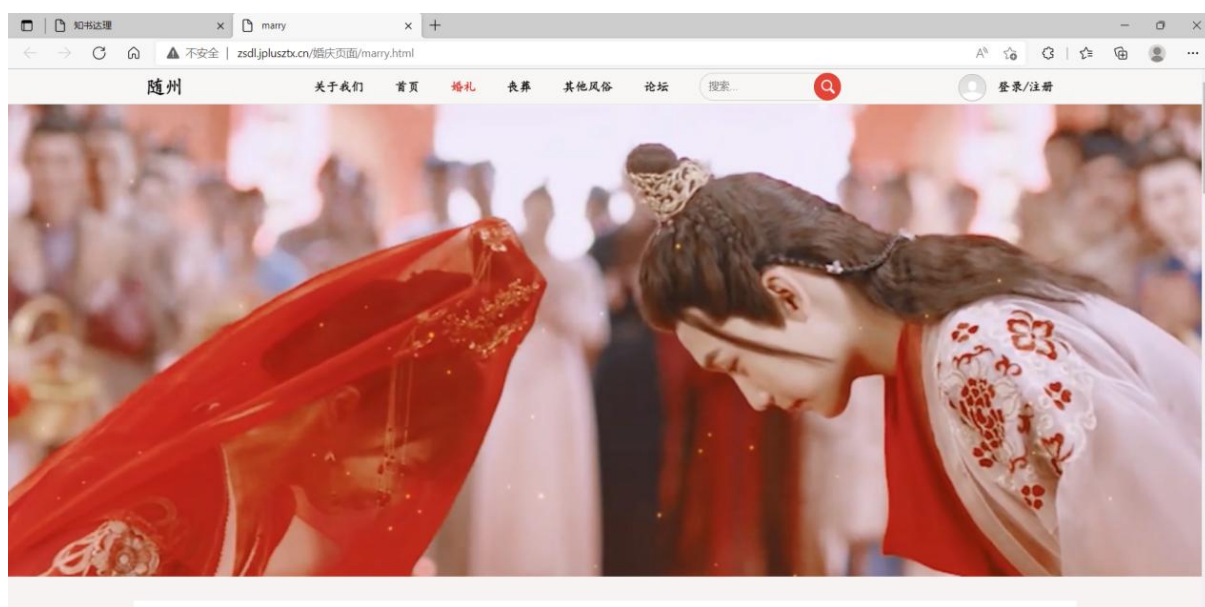 知书达理
marry
不安全 | zsdl.jplusztx.cn/婚庆页面/marry.html
随州 关于我们 首页 婚礼 丧葬 其他风俗 论坛 搜索... 登录/注册